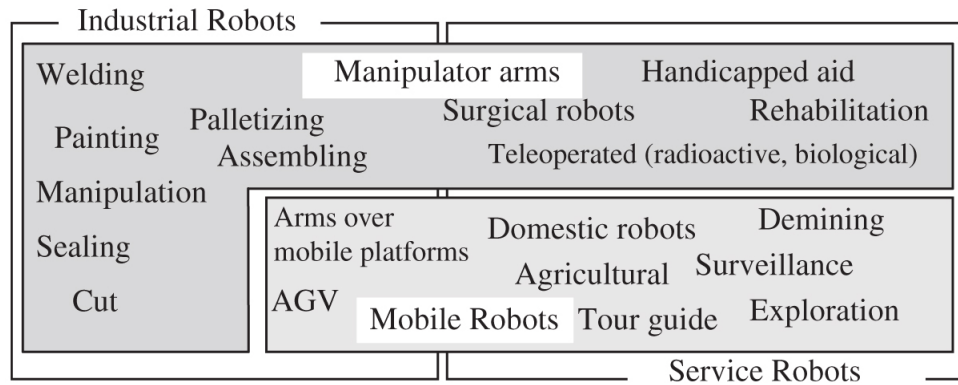 Industrial Robots
Welding
Manipulator arms
Handicapped aid
Surgical robots
Rehabilitation
Painting
Palletizing
Assembling
Teleoperated (radioactive, biological)
Manipulation
Sealing
Cut
Arms over
mobile platforms
Domestic robots
Demining
Agricultural
Surveillance
AGV
Mobile Robots
Tour guide
Exploration
Service Robots